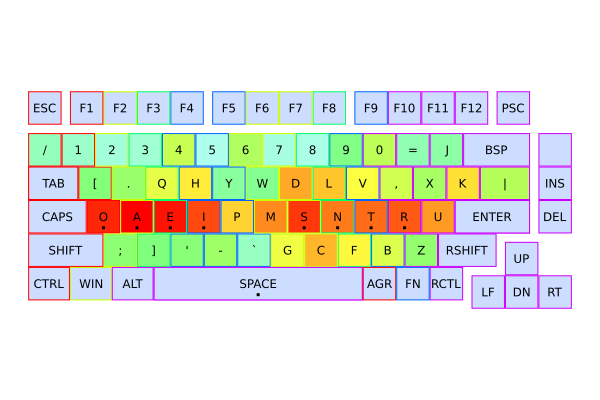 ESC F1 F2 F3 F4 F5 F6 F7 F8 F9 F10 F11 F12 PSC
/ 1 2 3 4 5 6 7 8 9 0 = J BSP
TAB [ . Q H Y W D L V , X K | INS
CAPS O A E I P M S N T R U ENTER DEL
SHIFT ; ] ' - ` G C F B Z RSHIFT UP
CTRL WIN ALT SPACE AGR FN RCTL LF DN RT